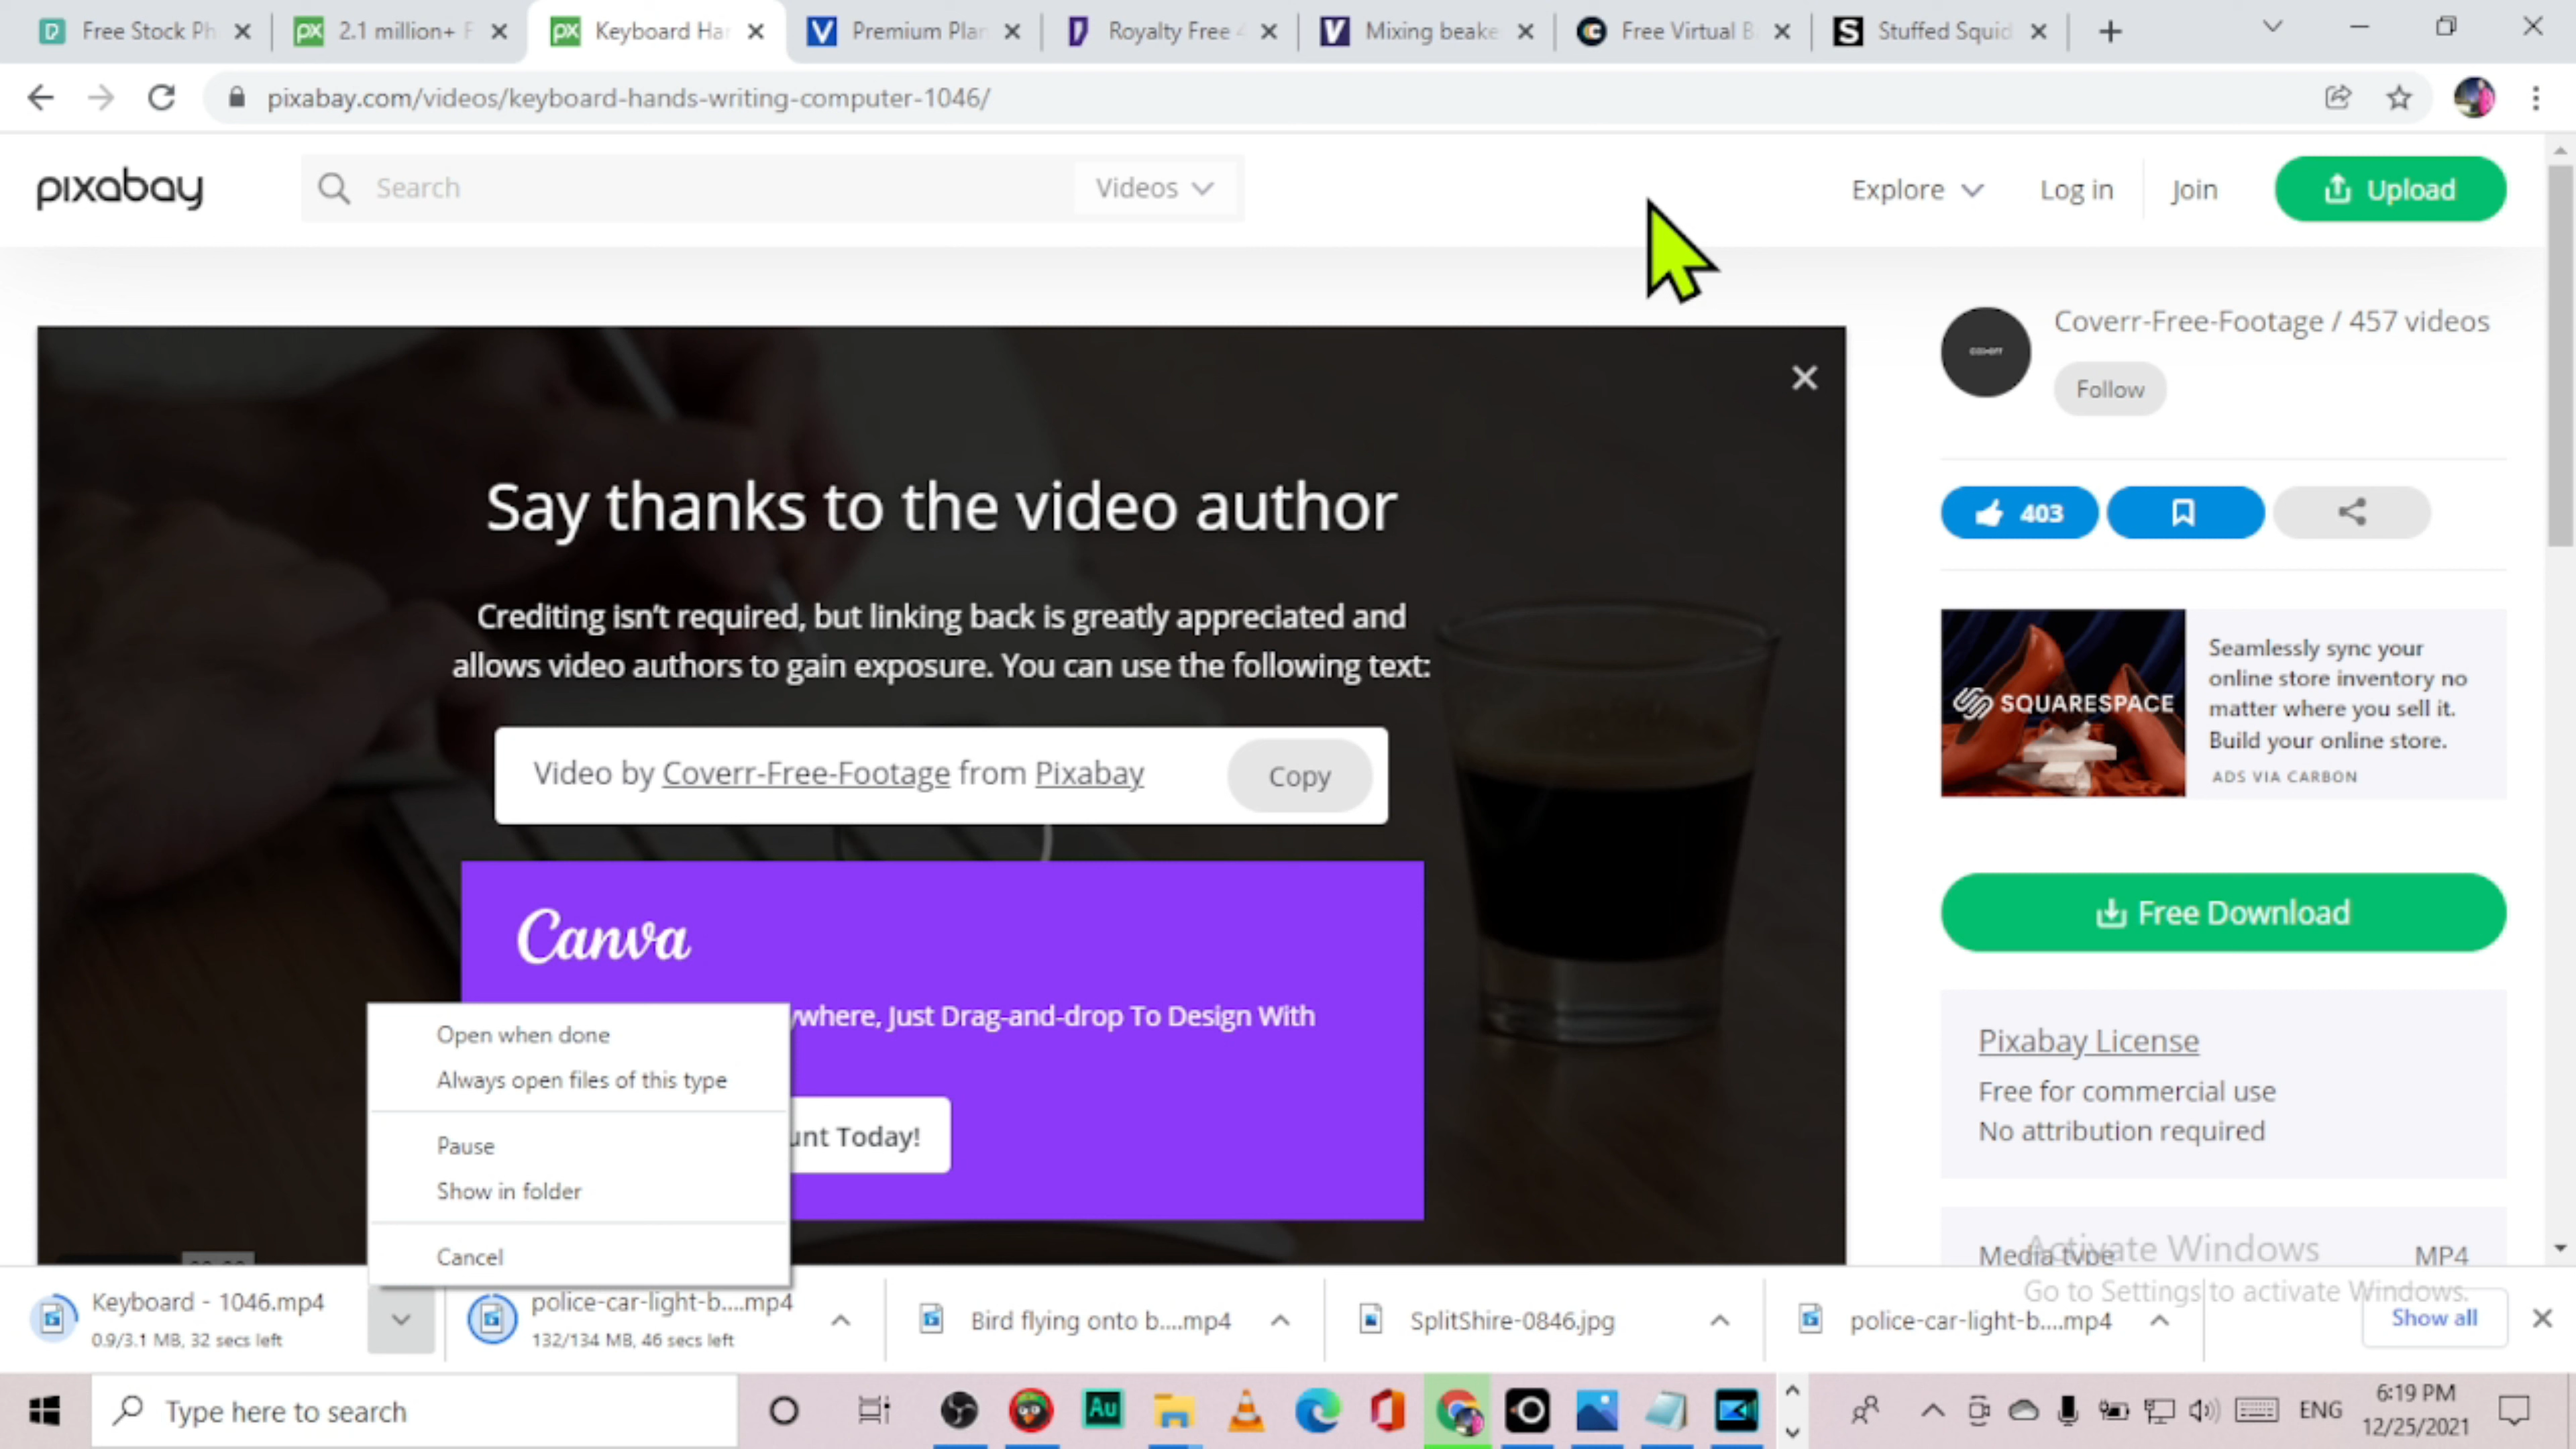 Free Stock Ph
2.1 million+ F
Keyboard Han
Premium Plan
Royalty Free 4
Mixing beake
Free Virtual B
Stuffed Squid
pixabay.com/videos/keyboard-hands-writing-computer-1046/
pixabay
Search
Videos
Explore
Log in
Join
Upload
Coverr-Free-Footage / 457 videos
Follow
403
Say thanks to the video author
Crediting isn't required, but linking back is greatly appreciated and
allows video authors to gain exposure. You can use the following text:
Video by Coverr-Free-Footage from Pixabay
Copy
SQUARESPACE
Seamlessly sync your
online store inventory no
matter where you sell it.
Build your online store.
ADS VIA CARBON
Canva
ywhere, Just Drag-and-drop To Design With
unt Today!
Free Download
Pixabay License
Free for commercial use
No attribution required
Media type
MP4
Activate Windows
Go to Settings to activate Windows.
Open when done
Always open files of this type
Pause
Show in folder
Cancel
Keyboard - 1046.mp4
0.9/3.1 MB, 32 secs left
police-car-light-b....mp4
132/134 MB, 46 secs left
Bird flying onto b....mp4
SplitShire-0846.jpg
police-car-light-b....mp4
Show all
Type here to search
Au
ENG
6:19 PM
12/25/2021